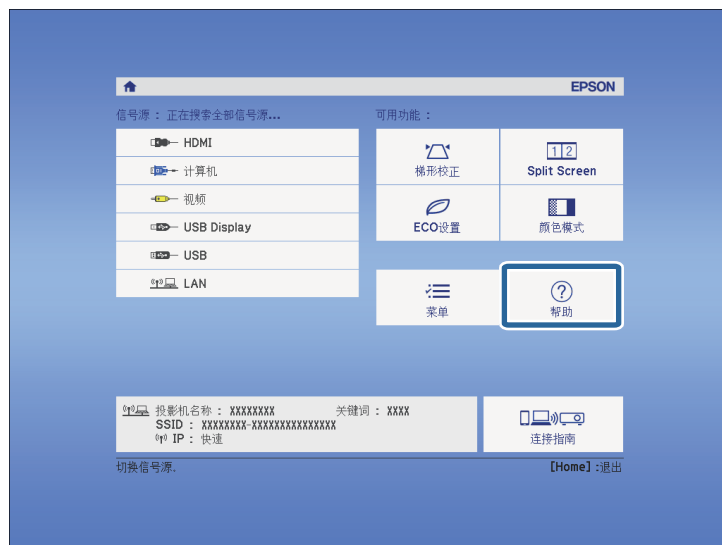 EPSON
信号源 : 正在搜索全部信号源...
HDMI
计算机
视频
USB Display
USB
LAN
可用功能 :
梯形校正
1 2
Split Screen
ECO设置
颜色模式
菜单
?
帮助
投影机名称 : XXXXXXXX 关键词 : XXXX
SSID : XXXXXXXX-XXXXXXXXXXXXXXX
IP : 快速
连接指南
切换信号源.
[Home] :退出